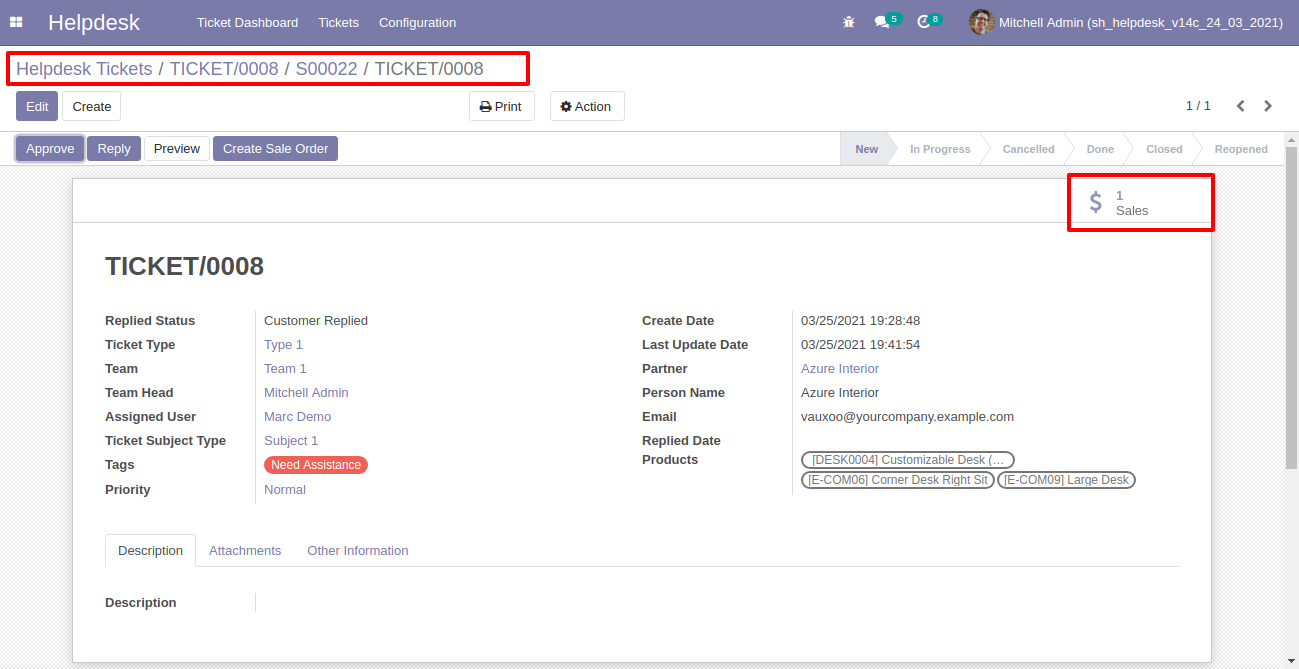 Helpdesk Ticket Dashboard Tickets Configuration 5 8 Mitchell Admin (sh_helpdesk_v14c_24_03_2021)
Helpdesk Tickets / TICKET/0008 / S00022 / TICKET/0008
Edit Create Print Action 1 / 1
Approve Reply Preview Create Sale Order New In Progress Cancelled Done Closed Reopened
$ 1
Sales
TICKET/0008
Replied Status Customer Replied
Ticket Type Type 1
Team Team 1
Team Head Mitchell Admin
Assigned User Marc Demo
Ticket Subject Type Subject 1
Tags Need Assistance
Priority Normal
Create Date 03/25/2021 19:28:48
Last Update Date 03/25/2021 19:41:54
Partner Azure Interior
Person Name Azure Interior
Email vauxoo@yourcompany.example.com
Replied Date
Products [DESK0004] Customizable Desk (…
[E-COM06] Corner Desk Right Sit [E-COM09] Large Desk
Description Attachments Other Information
Description